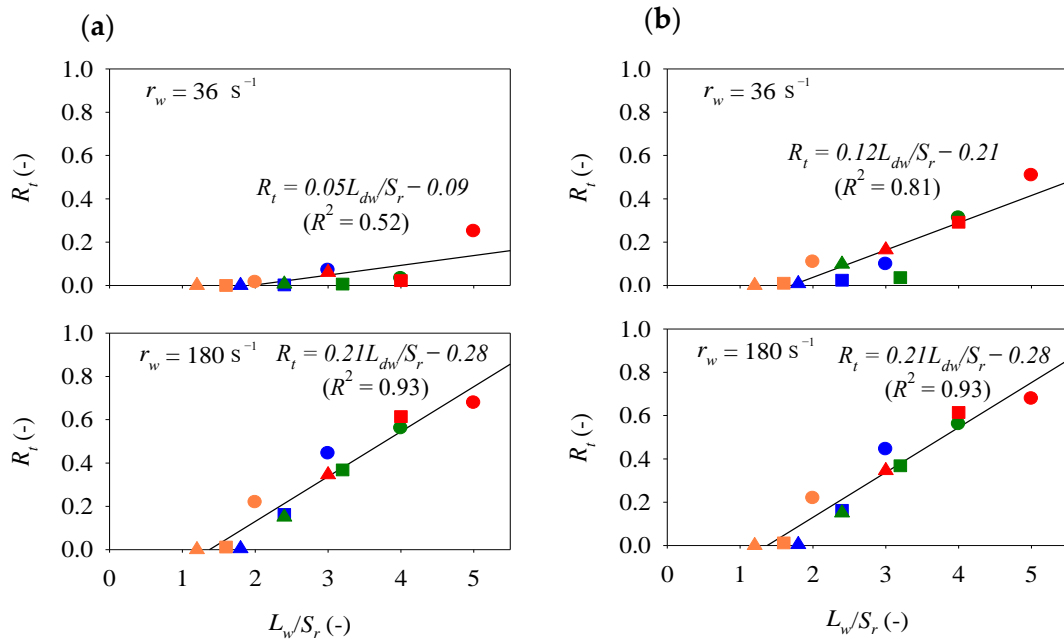 (a)
1.0
0.8
0.6
0.4
0.2
0.0
R_t (-)
r_w = 36 s⁻¹
R_t = 0.05L_dw/S_r − 0.09
(R² = 0.52)
1.0
0.8
0.6
0.4
0.2
0.0
R_t (-)
r_w = 180 s⁻¹
R_t = 0.21L_dw/S_r − 0.28
(R² = 0.93)
0 1 2 3 4 5
L_w/S_r (-)
(b)
1.0
0.8
0.6
0.4
0.2
0.0
R_t (-)
r_w = 36 s⁻¹
R_t = 0.12L_dw/S_r − 0.21
(R² = 0.81)
1.0
0.8
0.6
0.4
0.2
0.0
R_t (-)
r_w = 180 s⁻¹
R_t = 0.21L_dw/S_r − 0.28
(R² = 0.93)
0 1 2 3 4 5
L_w/S_r (-)